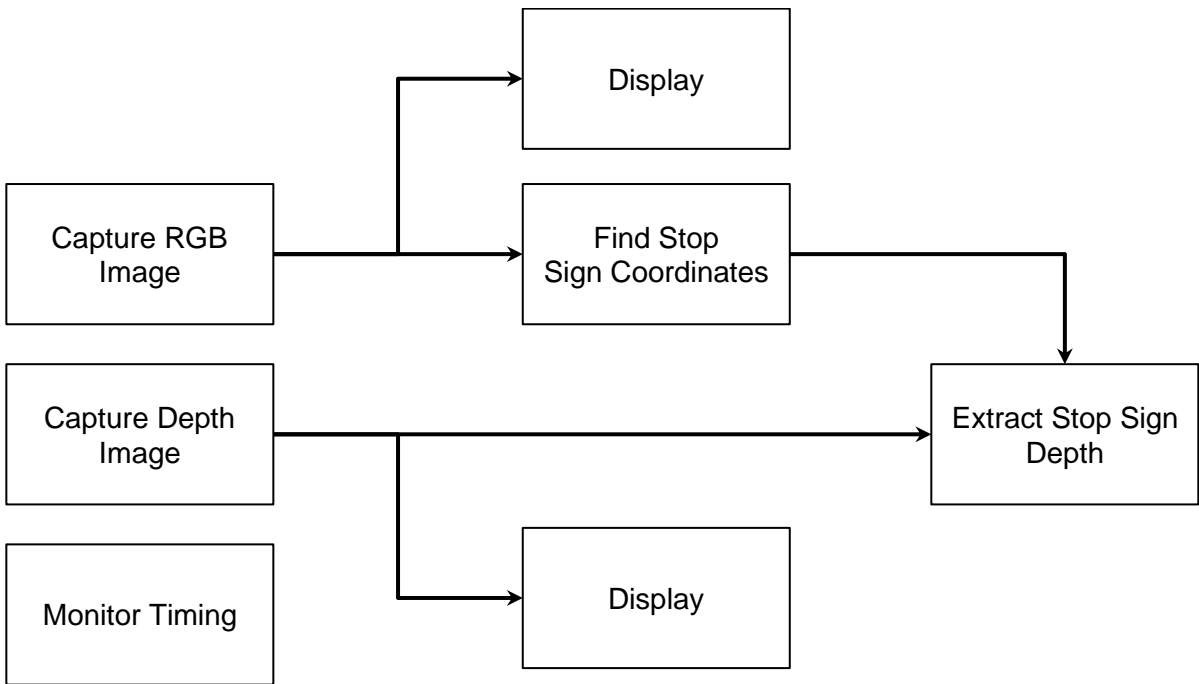 Display
Capture RGB
Image
Find Stop
Sign Coordinates
Capture Depth
Image
Extract Stop Sign
Depth
Monitor Timing
Display